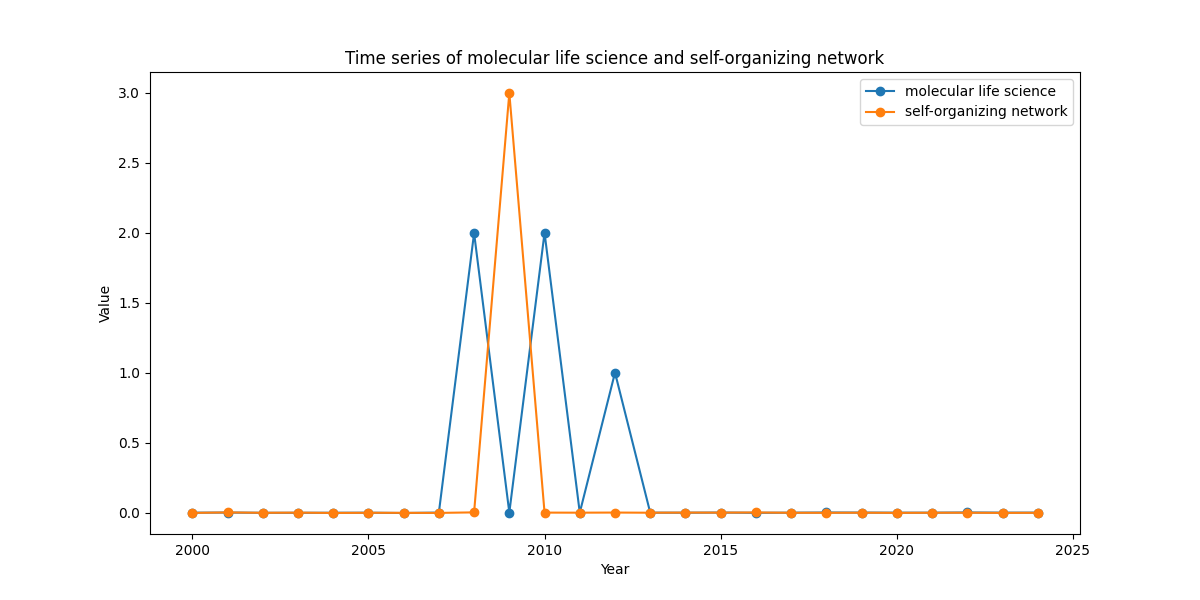 Time series of molecular life science and self-organizing network
molecular life science
self-organizing network
Value
3.0
2.5
2.0
1.5
1.0
0.5
0.0
2000
2005
2010
2015
2020
2025
Year